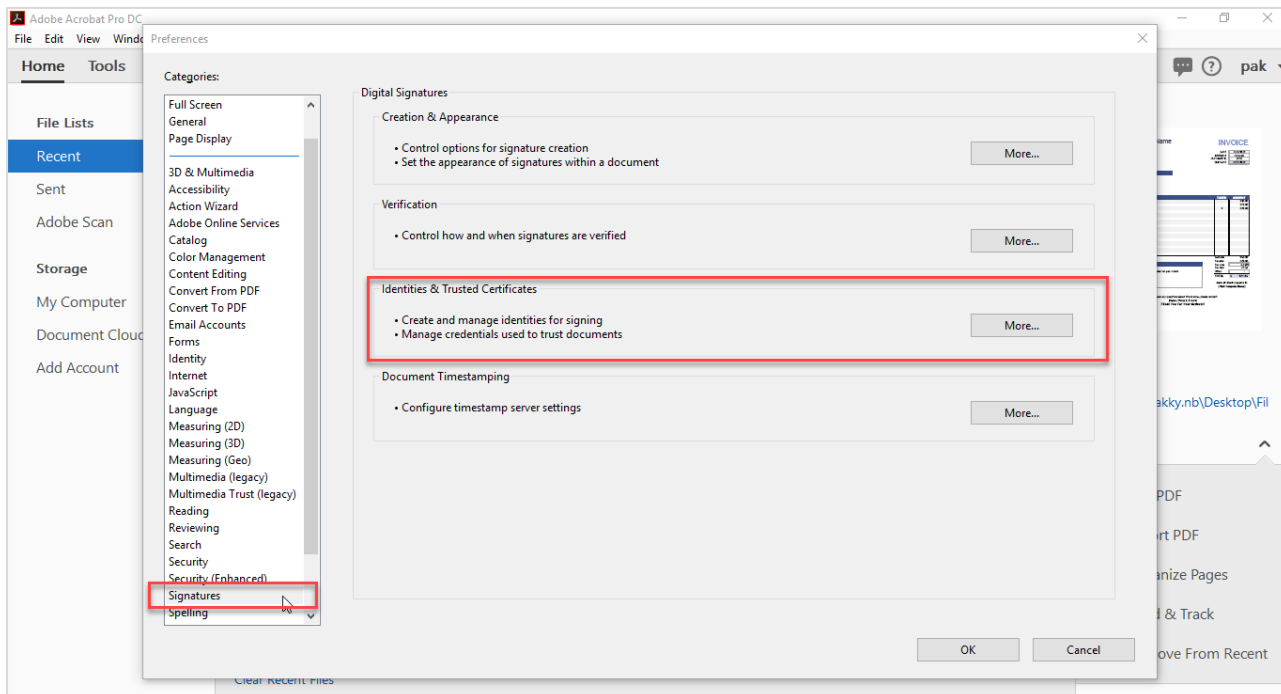 Adobe Acrobat Pro DC
File Edit View
Preferences
Home Tools
pak
File Lists
Recent
Sent
Adobe Scan
Storage
My Computer
Document Cloud
Add Account
Categories:
Full Screen
General
Page Display
3D & Multimedia
Accessibility
Action Wizard
Adobe Online Services
Catalog
Color Management
Content Editing
Convert From PDF
Convert To PDF
Email Accounts
Forms
Identity
Internet
JavaScript
Language
Measuring (2D)
Measuring (3D)
Measuring (Geo)
Multimedia (legacy)
Multimedia Trust (legacy)
Reading
Reviewing
Search
Security
Security (Enhanced)
Signatures
Spelling
Digital Signatures
Creation & Appearance
• Control options for signature creation
• Set the appearance of signatures within a document
More...
Verification
• Control how and when signatures are verified
More...
Identities & Trusted Certificates
• Create and manage identities for signing
• Manage credentials used to trust documents
More...
Document Timestamping
• Configure timestamp server settings
More...
OK Cancel
INVOICE
akky.nb\Desktop\Fil
PDF
rt PDF
anize Pages
& Track
ove From Recent
Clear Recent Files